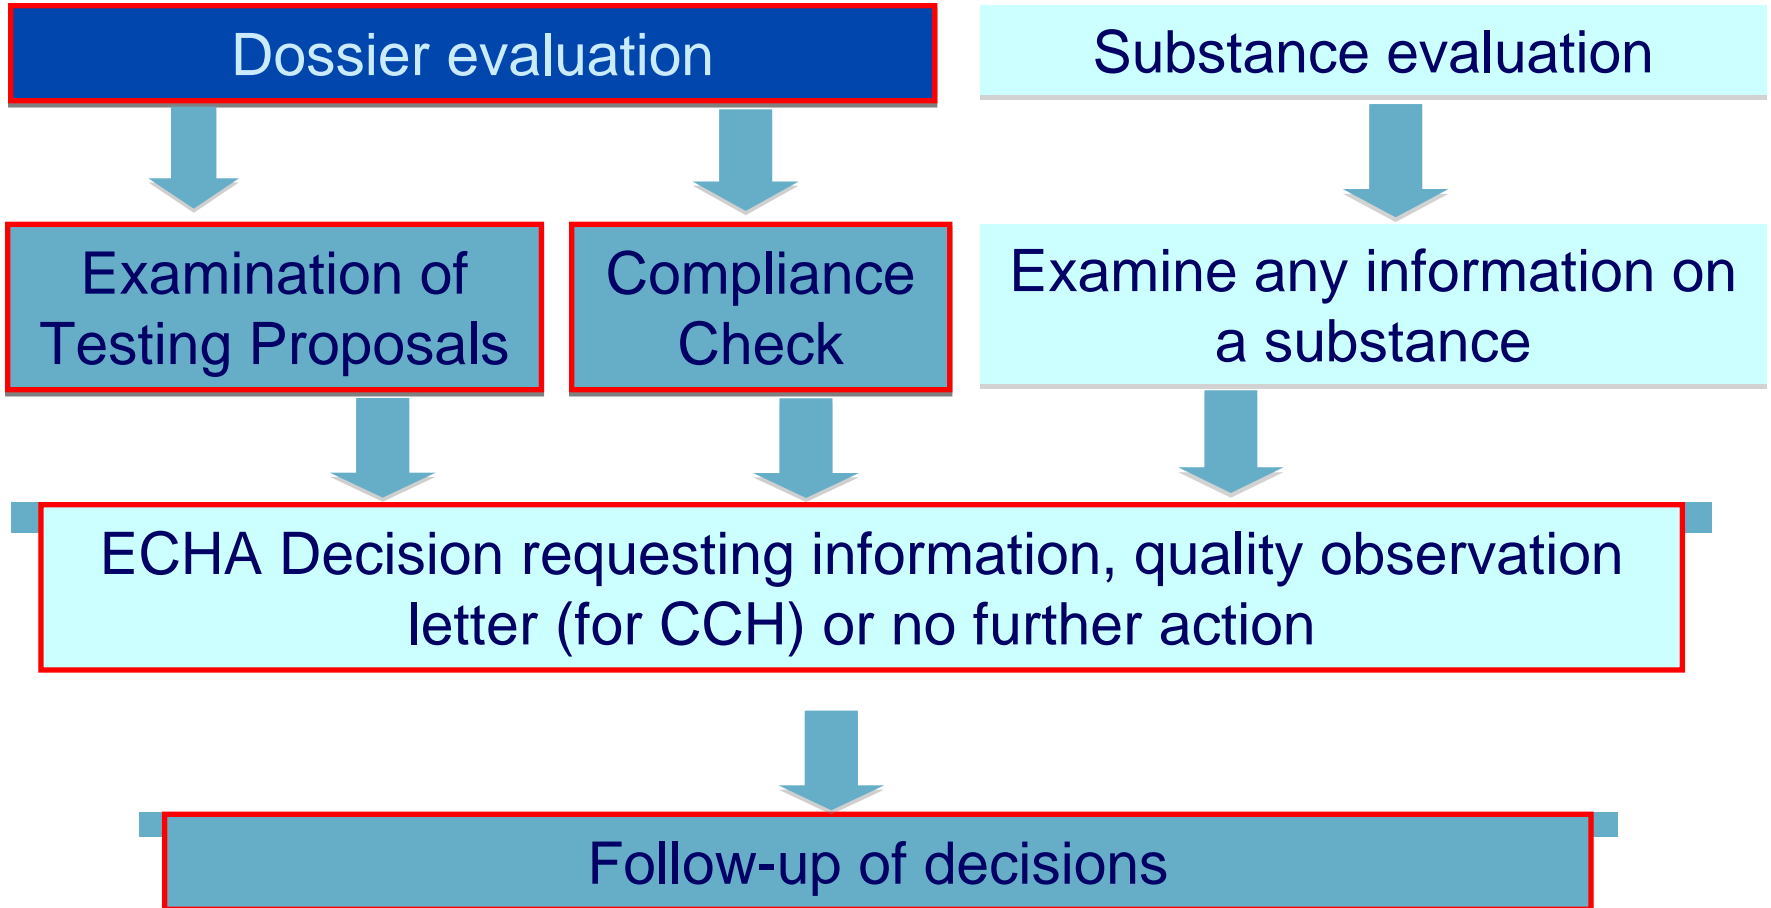 Dossier evaluation
Substance evaluation
Examination of
Testing Proposals
Compliance
Check
Examine any information on
a substance
ECHA Decision requesting information, quality observation
letter (for CCH) or no further action
Follow-up of decisions